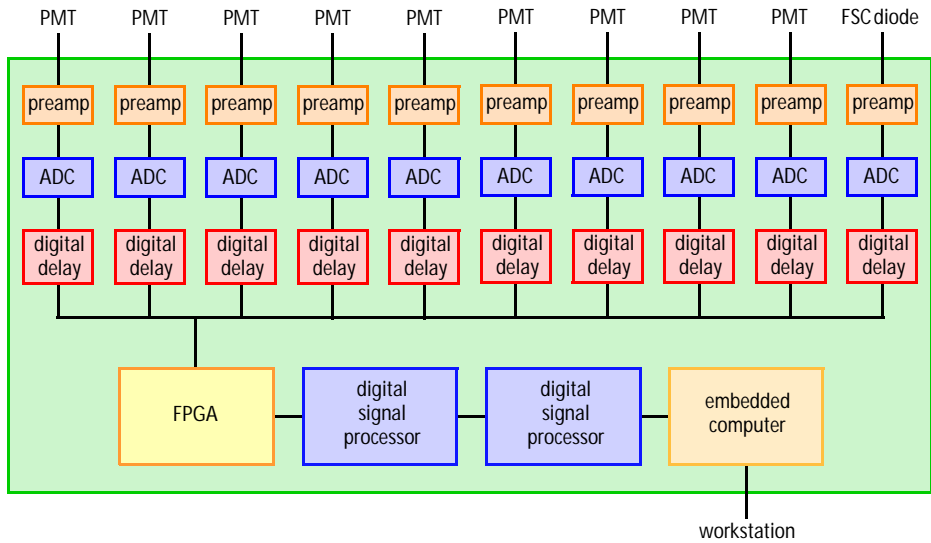 PMT PMT PMT PMT PMT PMT PMT PMT PMT FSC diode
preamp preamp preamp preamp preamp preamp preamp preamp preamp preamp
ADC ADC ADC ADC ADC ADC ADC ADC ADC ADC
digital digital digital digital digital digital digital digital digital digital
delay delay delay delay delay delay delay delay delay delay
FPGA
digital
signal
processor
digital
signal
processor
embedded
computer
workstation